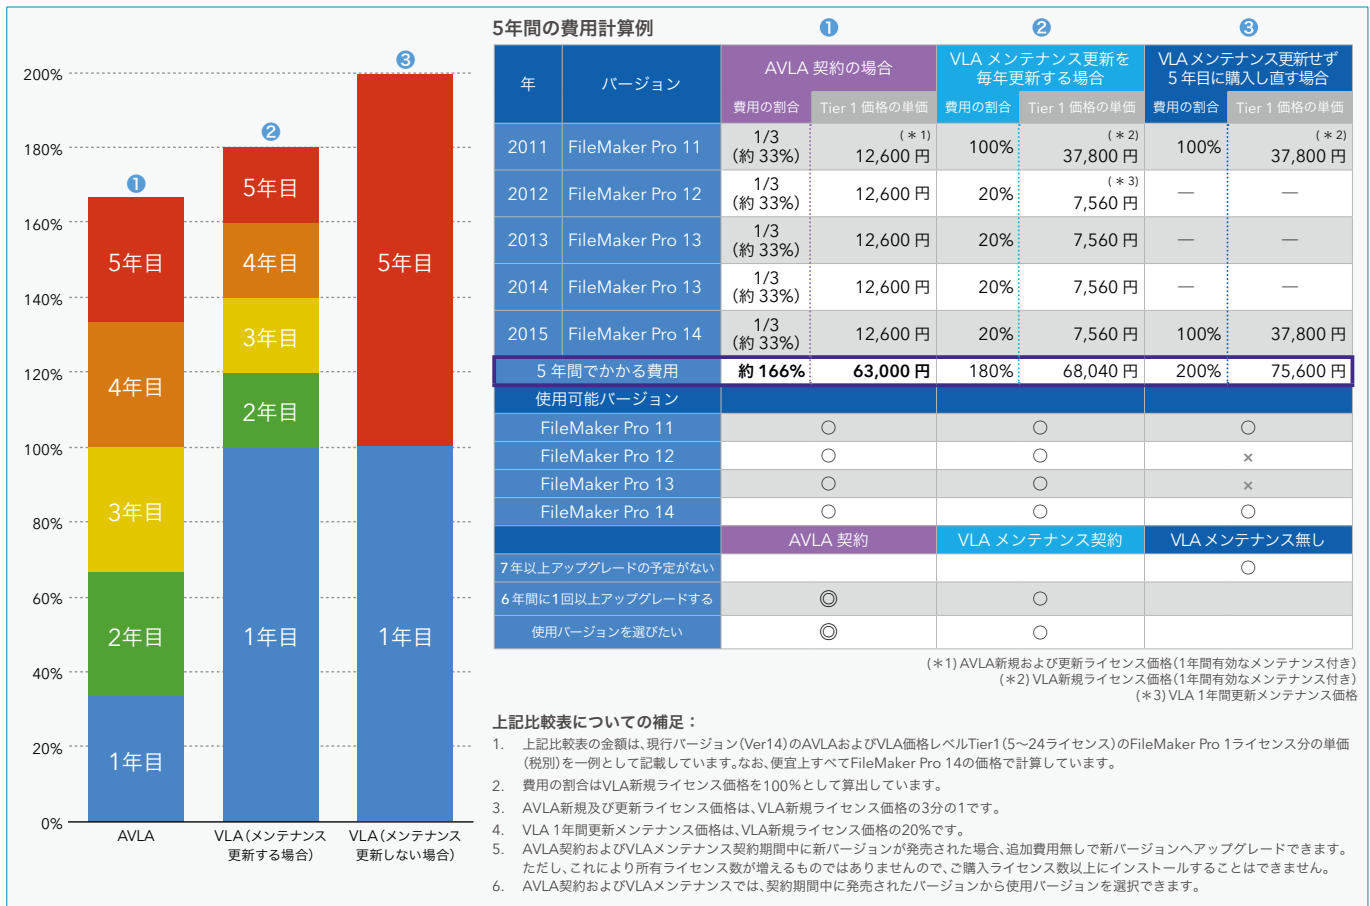 200%
180%
160%
140%
120%
100%
80%
60%
40%
20%
0%
❶
5年目
4年目
3年目
2年目
1年目
AVLA
❷
5年目
4年目
3年目
2年目
1年目
VLA(メンテナンス
更新する場合)
❸
5年目
1年目
VLA(メンテナンス
更新しない場合)
5年間の費用計算例 ❶ ❷ ❸
年 バージョン AVLA 契約の場合 VLA メンテナンス更新を VLA メンテナンス更新せず
毎年更新する場合 5 年目に購入し直す場合
費用の割合 Tier 1 価格の単価 費用の割合 Tier 1 価格の単価 費用の割合 Tier 1 価格の単価
2011 FileMaker Pro 11 1/3 (約 33%) (＊1) 12,600 円 100% (＊2) 37,800 円 100% (＊2) 37,800 円
2012 FileMaker Pro 12 1/3 (約 33%) 12,600 円 20% (＊3) 7,560 円 — —
2013 FileMaker Pro 13 1/3 (約 33%) 12,600 円 20% 7,560 円 — —
2014 FileMaker Pro 13 1/3 (約 33%) 12,600 円 20% 7,560 円 — —
2015 FileMaker Pro 14 1/3 (約 33%) 12,600 円 20% 7,560 円 100% 37,800 円
5 年間でかかる費用 約 166% 63,000 円 180% 68,040 円 200% 75,600 円
使用可能バージョン
FileMaker Pro 11 ○ ○ ○
FileMaker Pro 12 ○ ○ ×
FileMaker Pro 13 ○ ○ ×
FileMaker Pro 14 ○ ○ ○
AVLA 契約 VLA メンテナンス契約 VLA メンテナンス無し
7年以上アップグレードの予定がない ○
6年間に1回以上アップグレードする ◎ ○
使用バージョンを選びたい ◎ ○
(＊1) AVLA新規および更新ライセンス価格(1年間有効なメンテナンス付き)
(＊2) VLA新規ライセンス価格(1年間有効なメンテナンス付き)
(＊3) VLA 1年間更新メンテナンス価格
上記比較表についての補足：
1. 上記比較表の金額は、現行バージョン(Ver14)のAVLAおよびVLA価格レベルTier1(5〜24ライセンス)のFileMaker Pro 1ライセンス分の単価
(税別)を一例として記載しています。なお、便宜上すべてFileMaker Pro 14の価格で計算しています。
2. 費用の割合はVLA新規ライセンス価格を100％として算出しています。
3. AVLA新規及び更新ライセンス価格は、VLA新規ライセンス価格の3分の1です。
4. VLA 1年間更新メンテナンス価格は、VLA新規ライセンス価格の20%です。
5. AVLA契約およびVLAメンテナンス契約期間中に新バージョンが発売された場合、追加費用無しで新バージョンへアップグレードできます。
ただし、これにより所有ライセンス数が増えるものではありませんので、ご購入ライセンス数以上にインストールすることはできません。
6. AVLA契約およびVLAメンテナンスでは、契約期間中に発売されたバージョンから使用バージョンを選択できます。